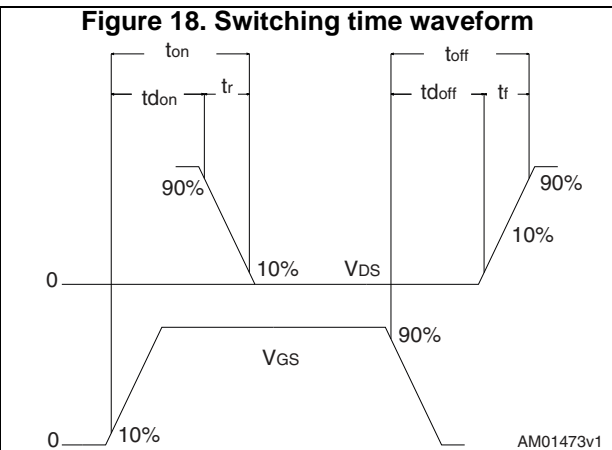 Figure 18. Switching time waveform
ton
toff
tdon
tr
tdoff
tf
90%
90%
10%
10%
0
VDS
90%
VGS
0
10%
AM01473v1